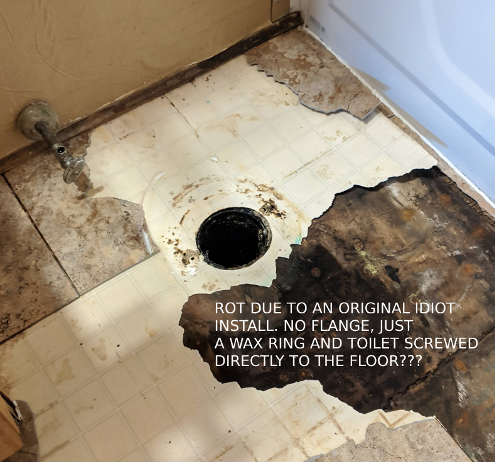 ROT DUE TO AN ORIGINAL IDIOT
INSTALL. NO FLANGE, JUST
A WAX RING AND TOILET SCREWED
DIRECTLY TO THE FLOOR???